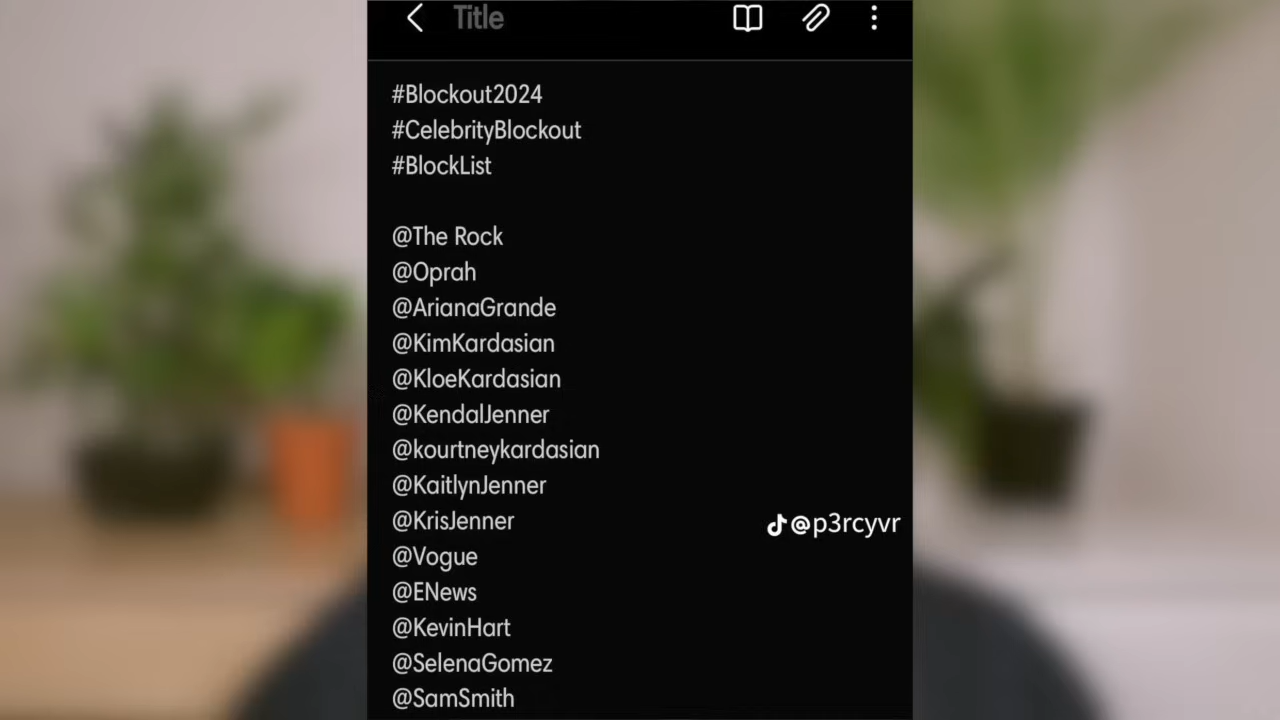 Title
#Blockout2024
#CelebrityBlockout
#BlockList
@The Rock
@Oprah
@ArianaGrande
@KimKardasian
@KloeKardasian
@KendalJenner
@kourtneykardasian
@KaitlynJenner
@KrisJenner
@p3rcyvr
@Vogue
@ENews
@KevinHart
@SelenaGomez
@SamSmith